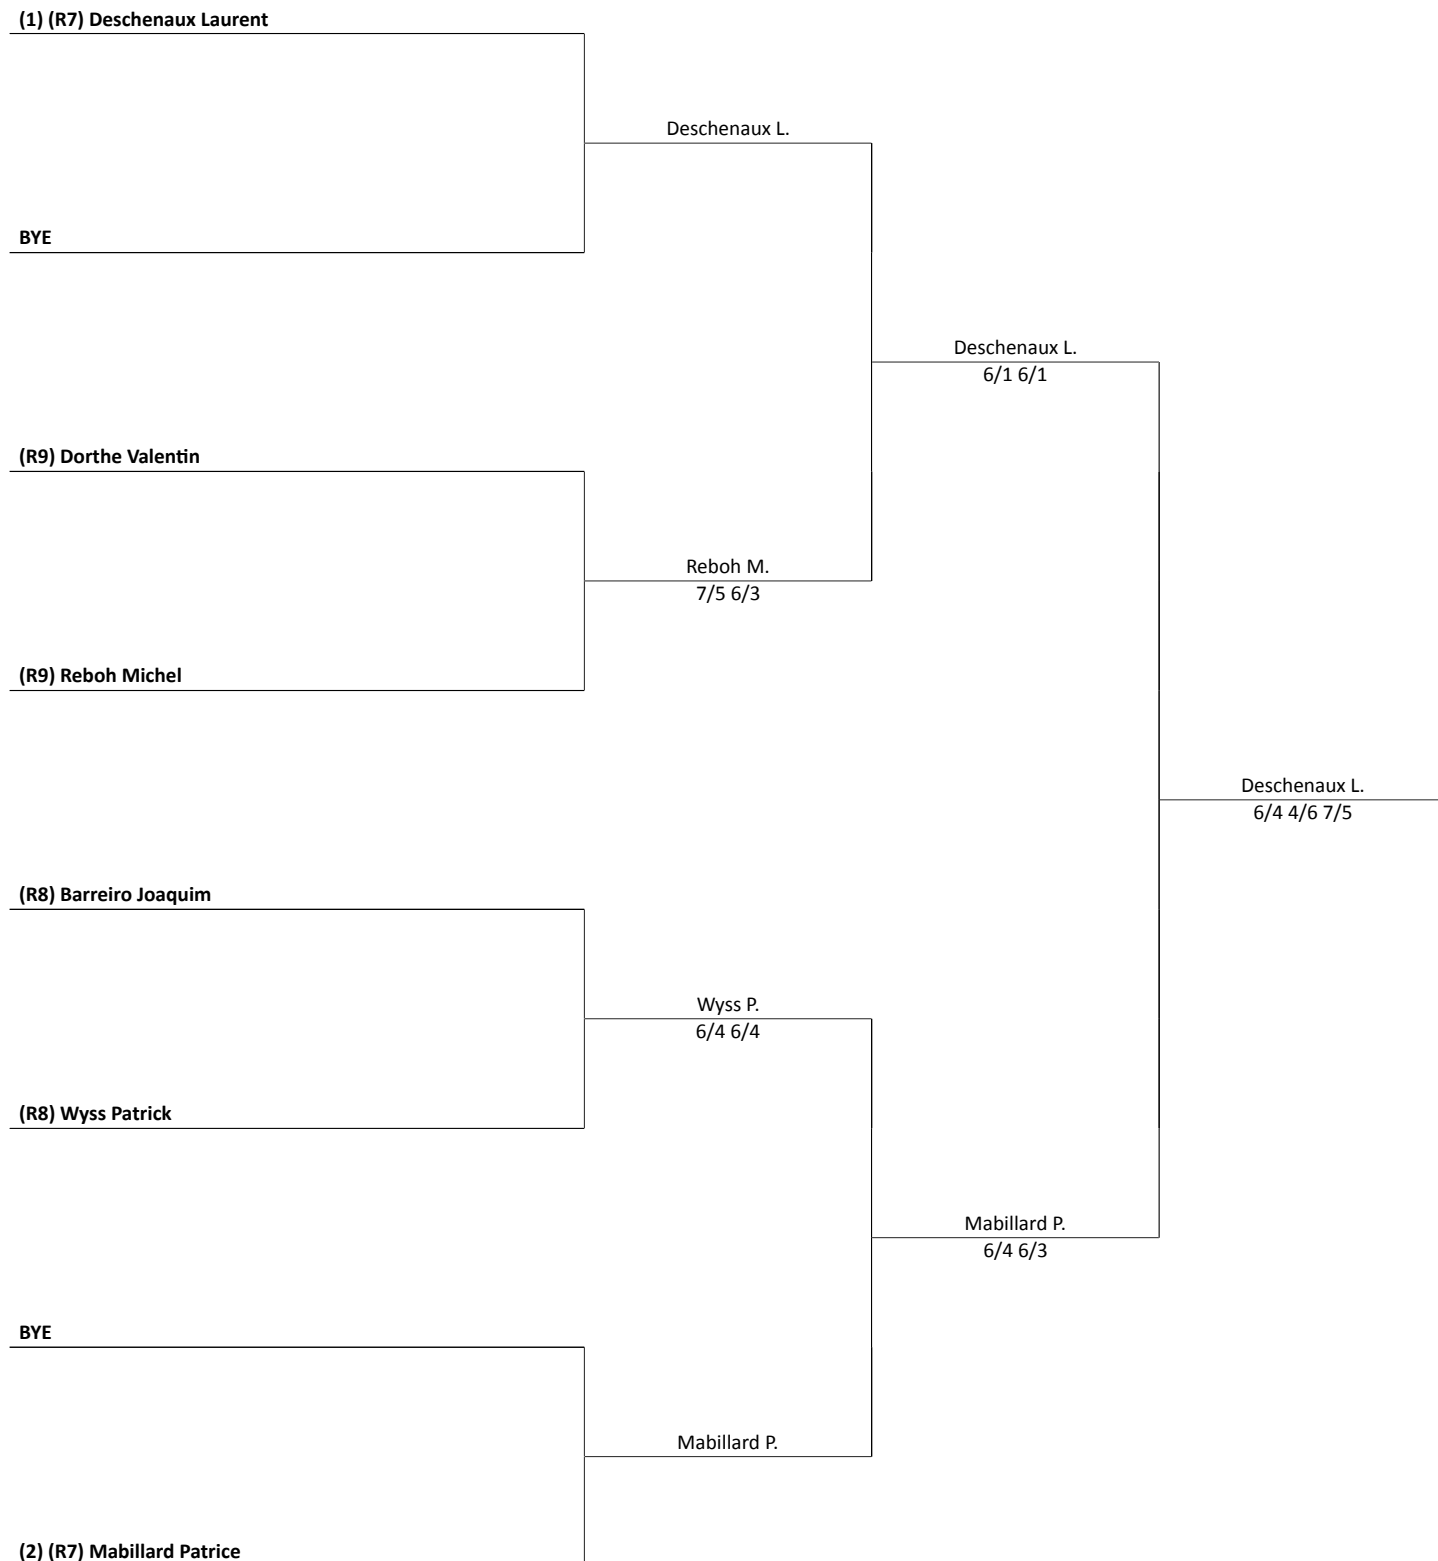 (1) (R7) Deschenaux Laurent
Deschenaux L.
BYE
Deschenaux L.
6/1 6/1
(R9) Dorthe Valentin
Reboh M.
7/5 6/3
(R9) Reboh Michel
Deschenaux L.
6/4 4/6 7/5
(R8) Barreiro Joaquim
Wyss P.
6/4 6/4
(R8) Wyss Patrick
Mabillard P.
6/4 6/3
BYE
Mabillard P.
(2) (R7) Mabillard Patrice